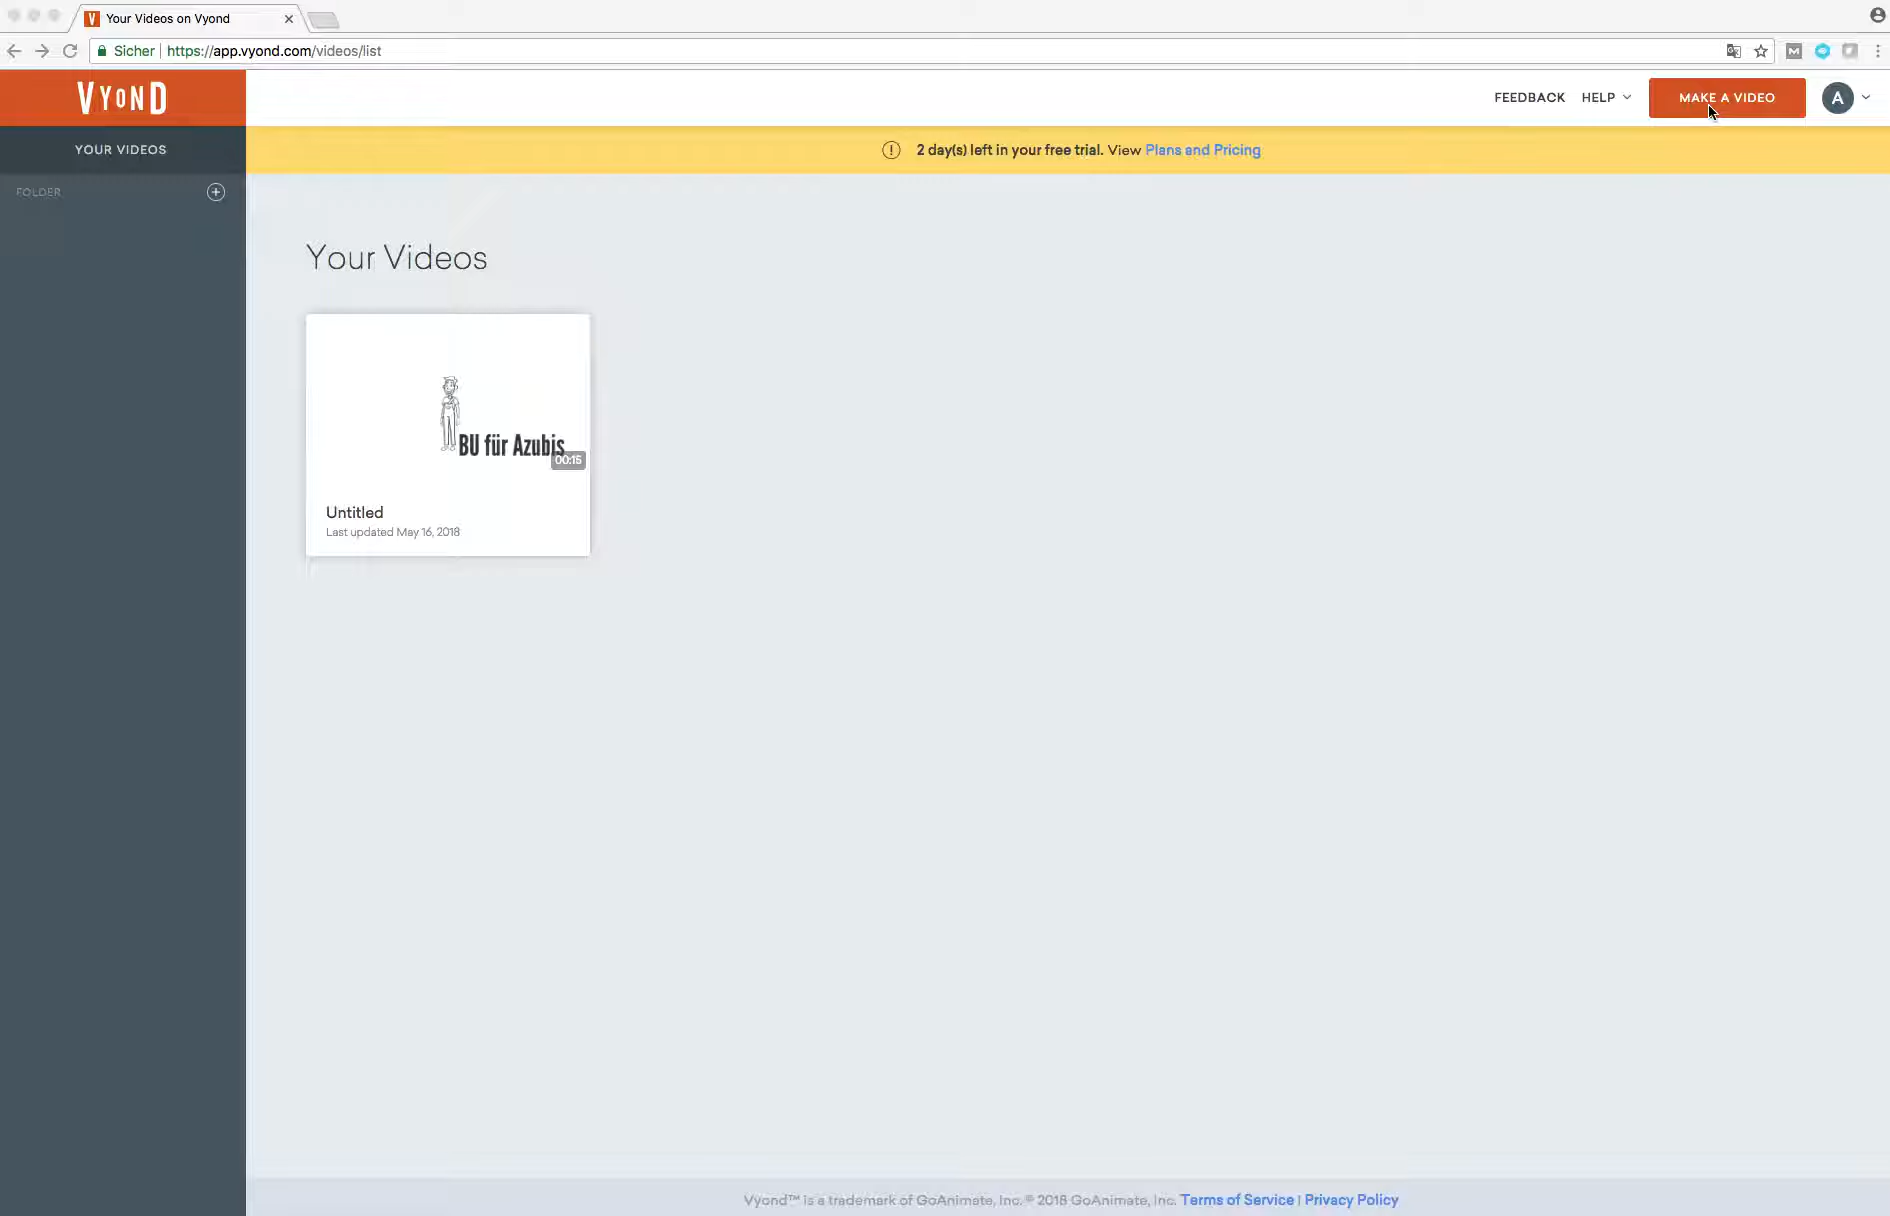 Your Videos on Vyond
Sicher https://app.vyond.com/videos/list
VYOND
FEEDBACK HELP MAKE A VIDEO A
YOUR VIDEOS
2 day(s) left in your free trial. View Plans and Pricing
FOLDER
Your Videos
BU für Azubis
00:15
Untitled
Last updated May 16, 2018
Vyond™ is a trademark of GoAnimate, Inc. © 2018 GoAnimate, Inc. Terms of Service | Privacy Policy